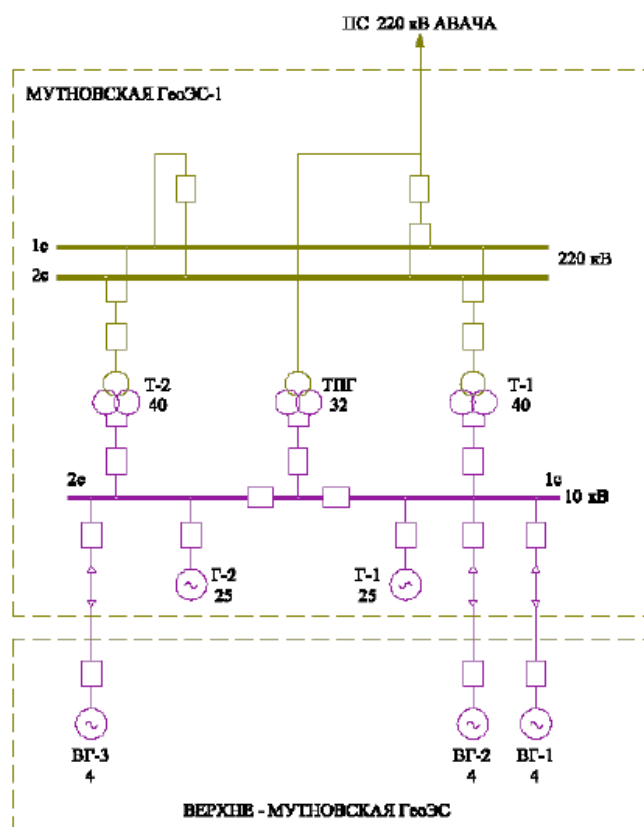 ПС 220 кВ АВАЧА
МУТНОВСКАЯ ГеоЭС-1
1с
220 кВ
2с
Т-2
40
ТПГ
32
Т-1
40
2с
1с
10 кВ
Г-2
25
Г-1
25
ВГ-3
4
ВГ-2
4
ВГ-1
4
ВЕРХНЕ - МУТНОВСКАЯ ГеоЭС